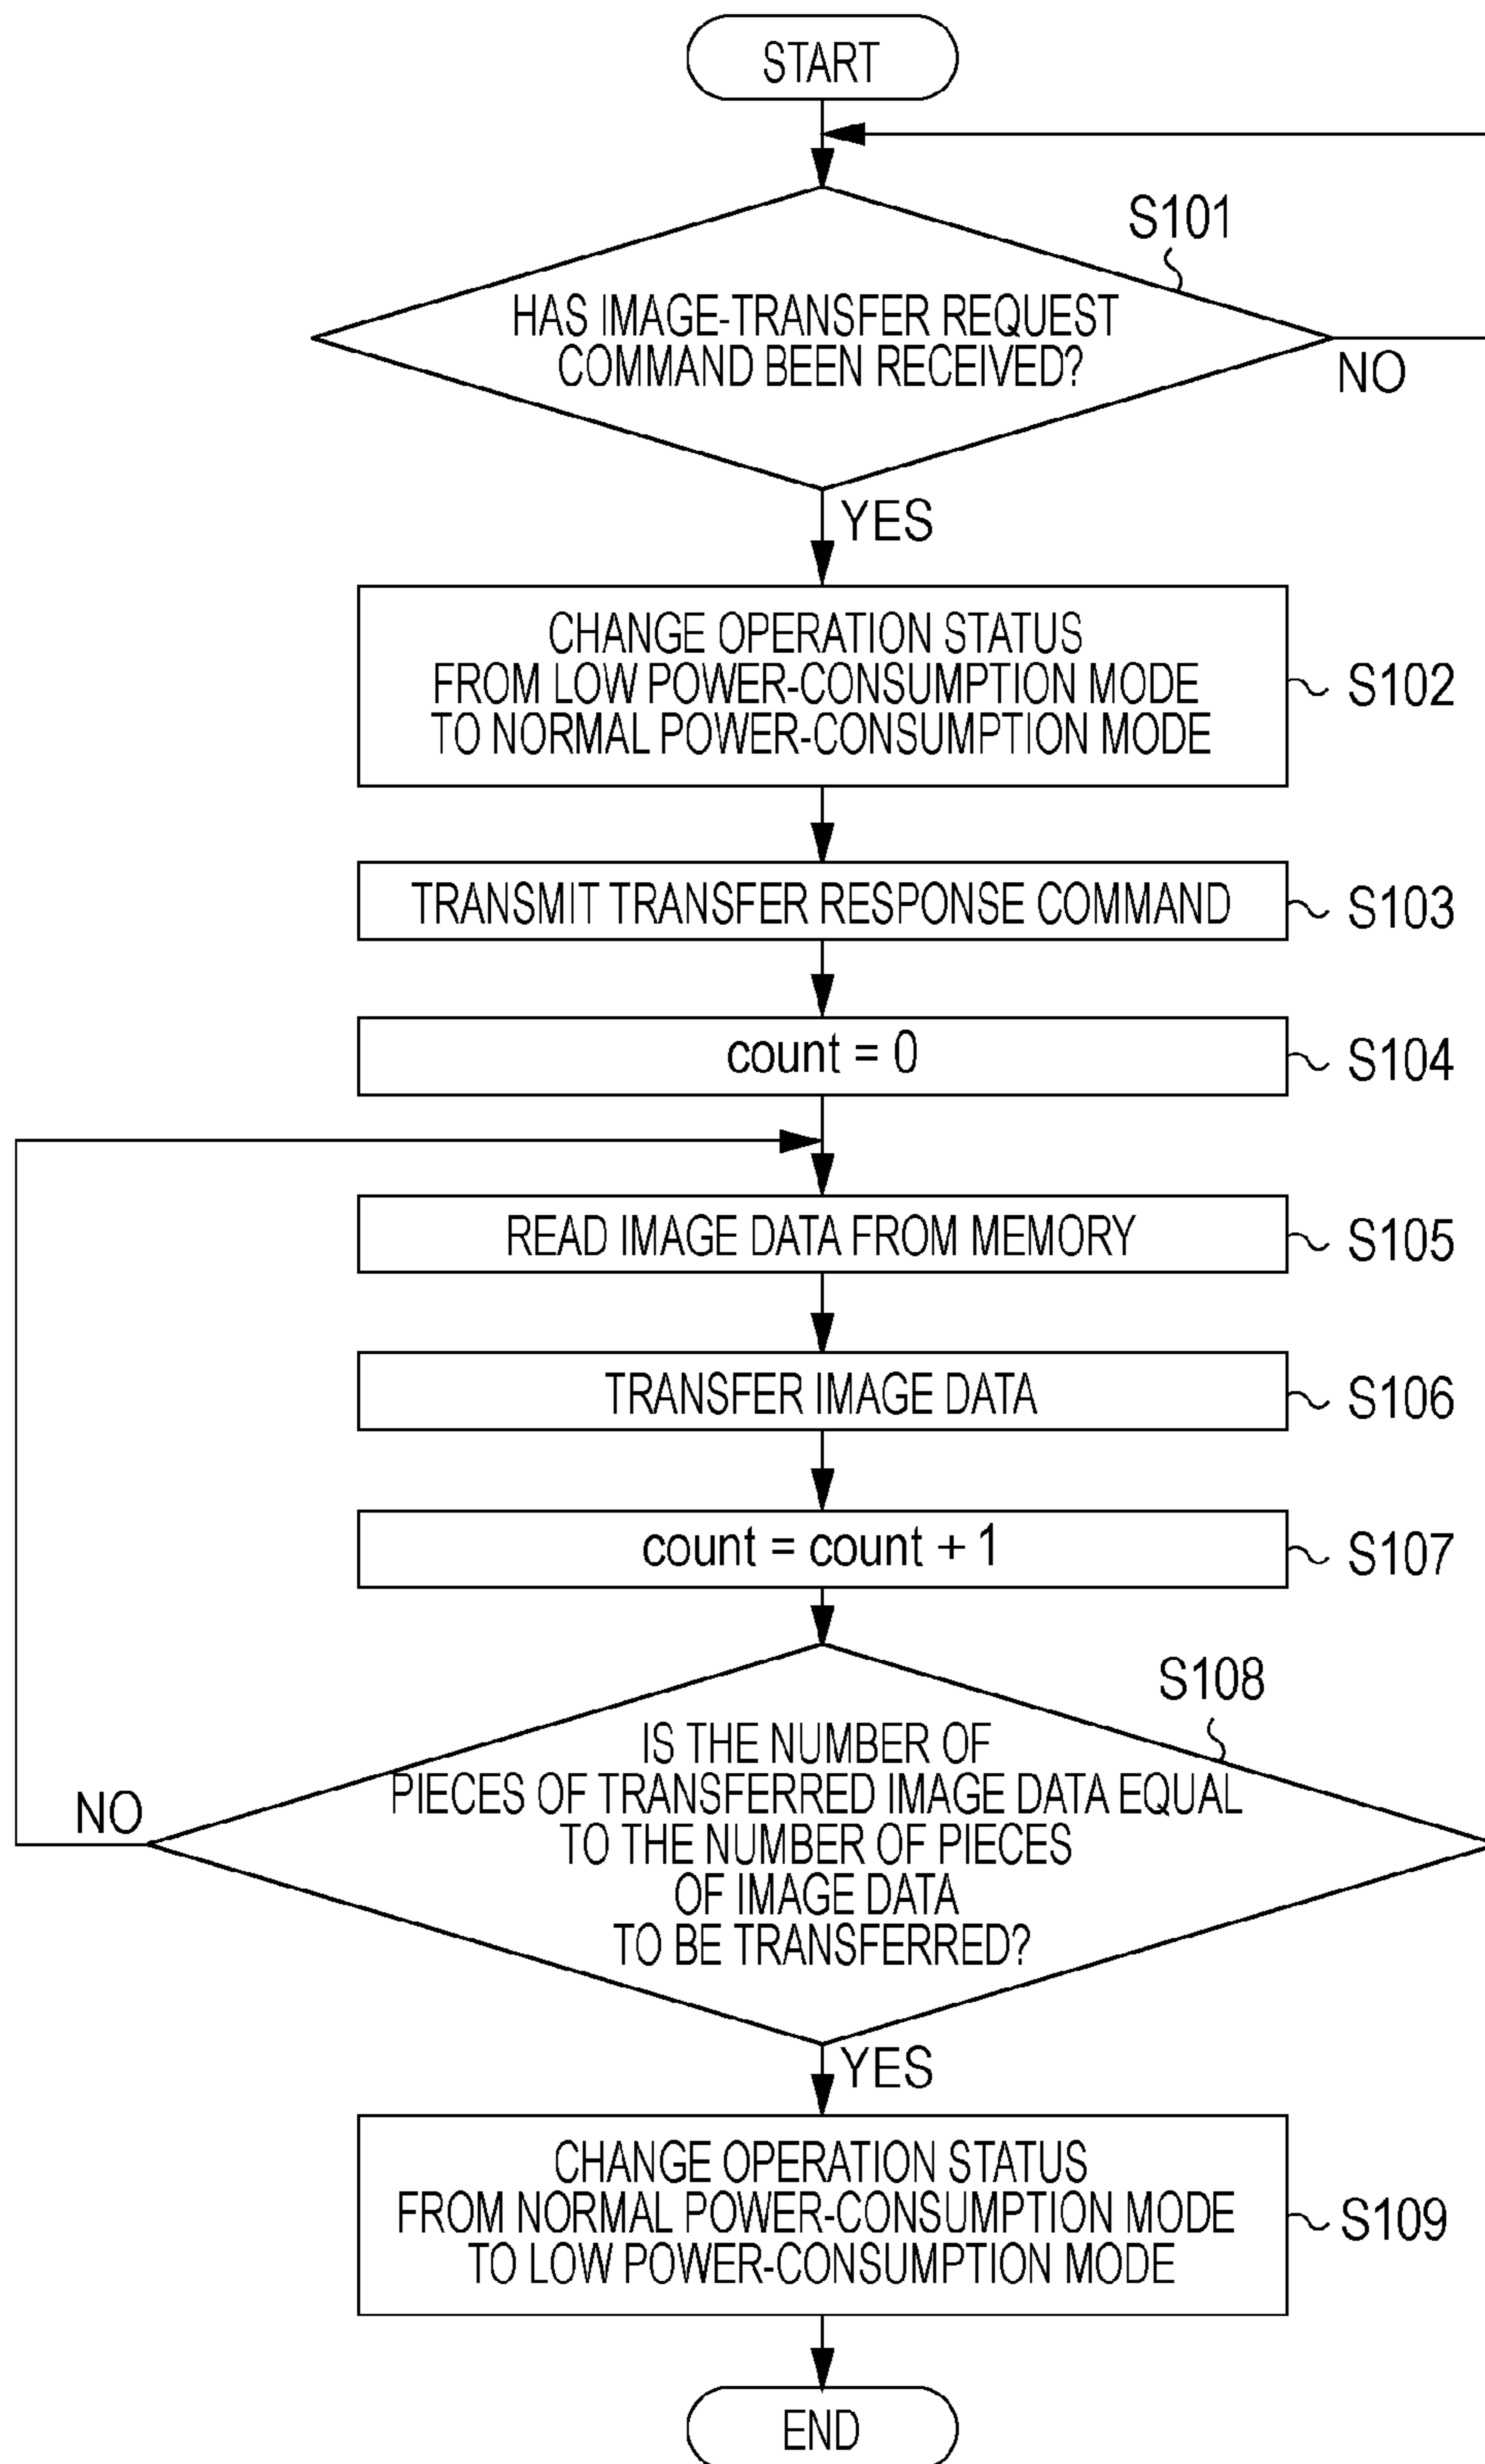 START
S101
HAS IMAGE-TRANSFER REQUEST
COMMAND BEEN RECEIVED?
NO
YES
CHANGE OPERATION STATUS
FROM LOW POWER-CONSUMPTION MODE
TO NORMAL POWER-CONSUMPTION MODE
S102
TRANSMIT TRANSFER RESPONSE COMMAND
S103
count = 0
S104
READ IMAGE DATA FROM MEMORY
S105
TRANSFER IMAGE DATA
S106
count = count + 1
S107
S108
IS THE NUMBER OF
PIECES OF TRANSFERRED IMAGE DATA EQUAL
TO THE NUMBER OF PIECES
OF IMAGE DATA
TO BE TRANSFERRED?
NO
YES
CHANGE OPERATION STATUS
FROM NORMAL POWER-CONSUMPTION MODE
TO LOW POWER-CONSUMPTION MODE
S109
END